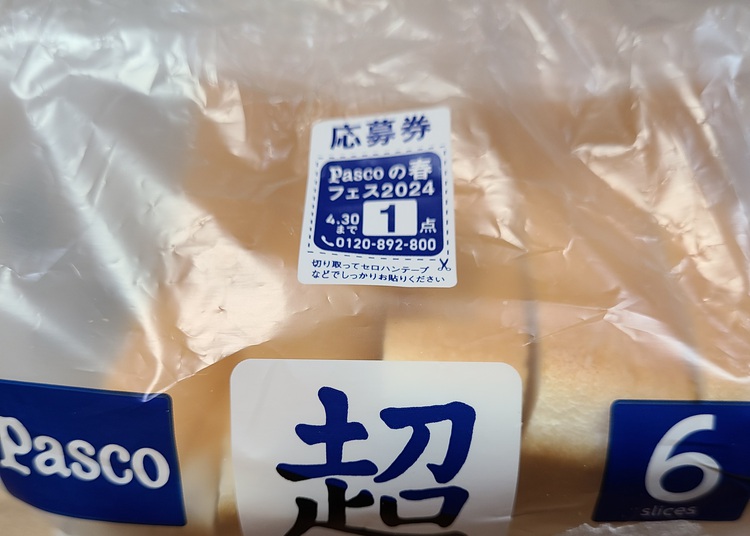 応募券
Pascoの春
フェス2024
4.30
まで
1
点
0120-892-800
切り取ってセロハンテープ
などでしっかりお貼りください
Pasco
超
6
slices